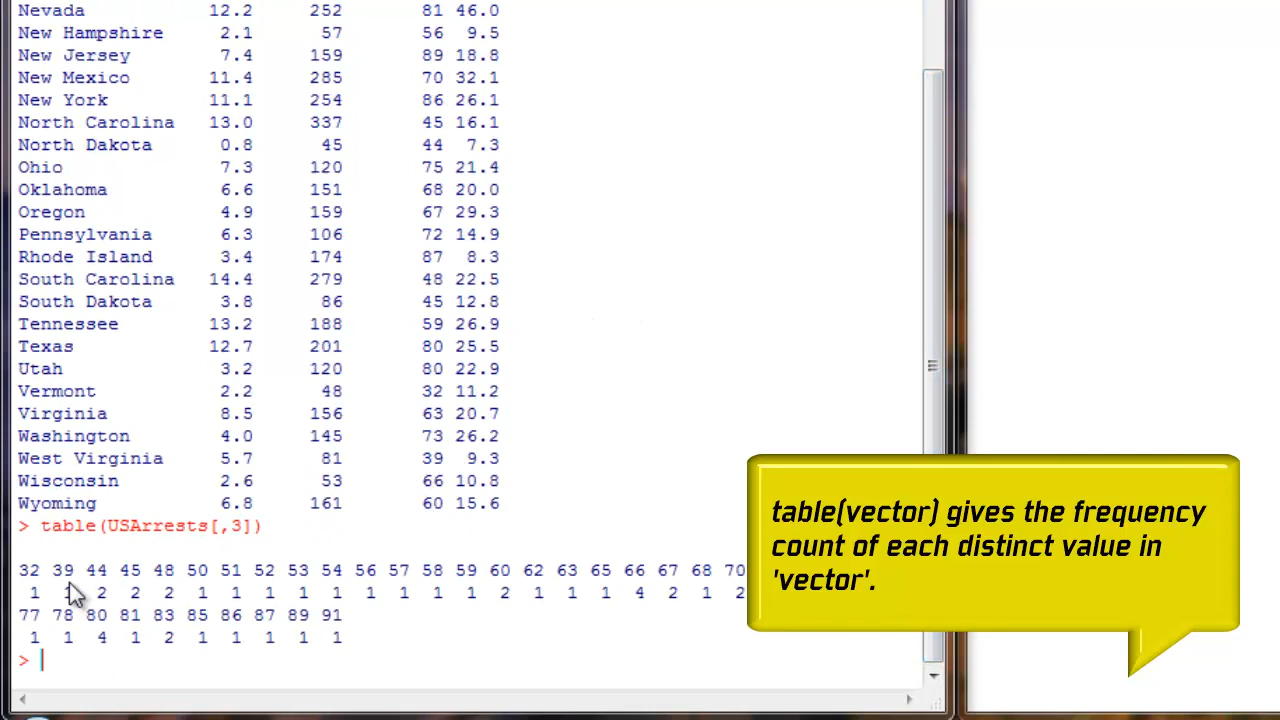 Nevada 12.2 252 81 46.0
New Hampshire 2.1 57 56 9.5
New Jersey 7.4 159 89 18.8
New Mexico 11.4 285 70 32.1
New York 11.1 254 86 26.1
North Carolina 13.0 337 45 16.1
North Dakota 0.8 45 44 7.3
Ohio 7.3 120 75 21.4
Oklahoma 6.6 151 68 20.0
Oregon 4.9 159 67 29.3
Pennsylvania 6.3 106 72 14.9
Rhode Island 3.4 174 87 8.3
South Carolina 14.4 279 48 22.5
South Dakota 3.8 86 45 12.8
Tennessee 13.2 188 59 26.9
Texas 12.7 201 80 25.5
Utah 3.2 120 80 22.9
Vermont 2.2 48 32 11.2
Virginia 8.5 156 63 20.7
Washington 4.0 145 73 26.2
West Virginia 5.7 81 39 9.3
Wisconsin 2.6 53 66 10.8
Wyoming 6.8 161 60 15.6
> table(USArrests[,3])
32 39 44 45 48 50 51 52 53 54 56 57 58 59 60 62 63 65 66 67 68 70
1 1 2 2 2 1 1 1 1 1 1 1 1 1 2 1 1 1 4 2 1 2
77 78 80 81 83 85 86 87 89 91
1 1 4 1 2 1 1 1 1 1
>
table(vector) gives the frequency
count of each distinct value in
'vector'.